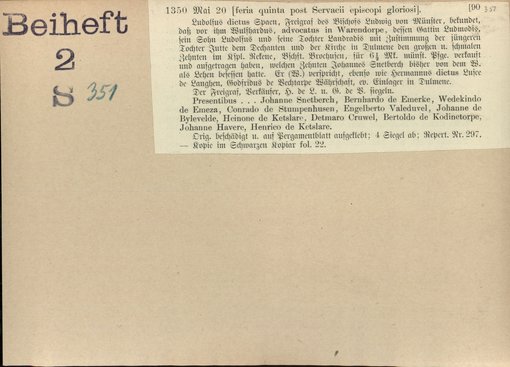 Beiheft
2
S 351
1350 Mai 20 [feria quinta post Servacii episcopi gloriosi]. [90 351
Ludolfus dictus Spaen, Freigraf des Bischofs Ludwig von Münster, bekundet,
daß vor ihm Wulfhardus, advocatus in Warendorpe, dessen Gattin Ludmodis,
sein Sohn Ludolfus und seine Tochter Landradis mit Zustimmung der jüngeren
Tochter Jutte dem Dechanten und der Kirche in Dulmene den großen u. schmalen
Zehnten im Kspl. Rekene, Bschft. Brochusen, für 6½ Mk. münst. Pfge. verkauft
und aufgetragen haben, welchen Zehnten Johannes Snetberch bisher von dem W.
als Lehen besessen hatte. Er (W.) verspricht, ebenso wie Hermannus dictus Lusce
de Langhen, Godfridus de Vechtarpe Währschaft, ev. Einlager in Dulmene.
Der Freigraf, Verkäufer, H. de L. u. G. de V. siegeln.
Presentibus . . . Johanne Snetberch, Bernhardo de Emerke, Wedekindo
de Emeza, Conrado de Stumpenhusen, Engelberto Valeduvel, Johanne de
Bylevelde, Heinone de Ketslare, Detmaro Cruwel, Bertoldo de Kodinctorpe,
Johanne Havere, Henrico de Ketslare.
Orig. beschädigt u. auf Pergamentblatt aufgeklebt; 4 Siegel ab; Repert. Nr. 297.
— Kopie im Schwarzen Kopiar fol. 22.